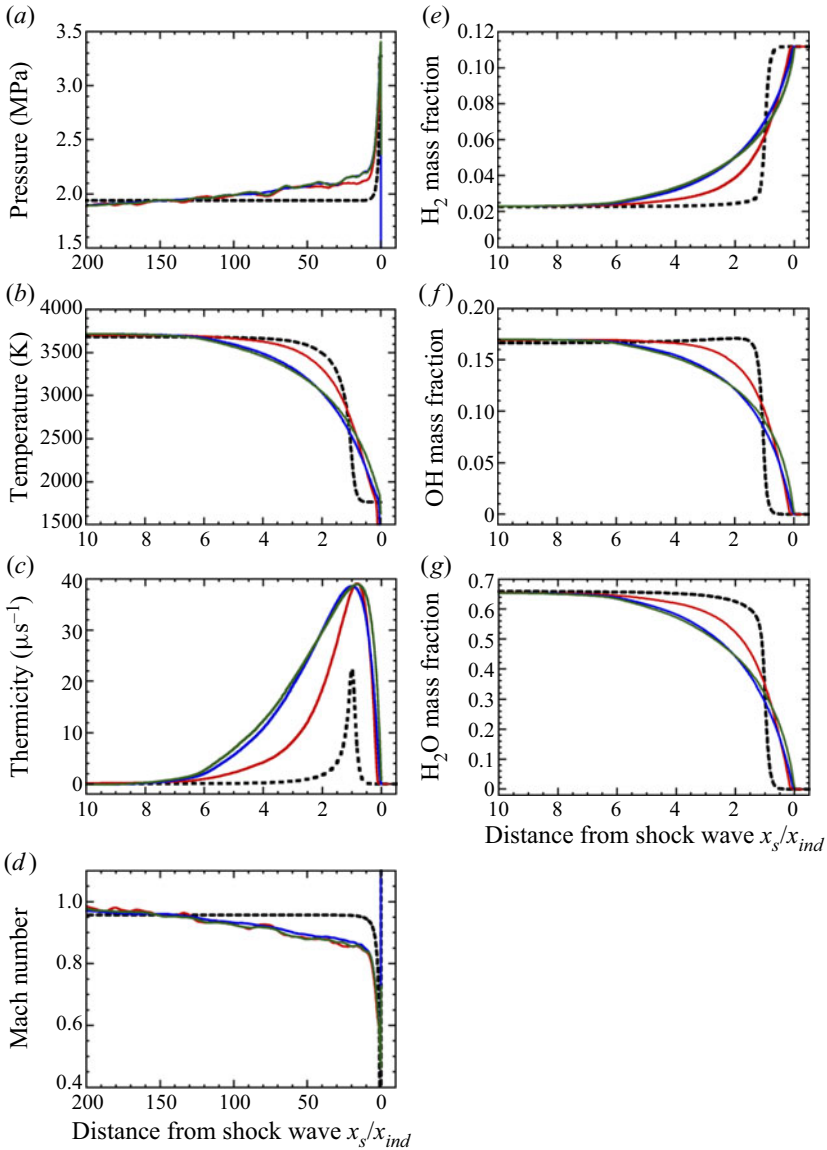 (a)
3.5
3.0
2.5
2.0
1.5
Pressure (MPa)
200 150 100 50 0
(b)
4000
3500
3000
2500
2000
1500
Temperature (K)
10 8 6 4 2 0
(c)
40
30
20
10
0
Thermicity (μs⁻¹)
10 8 6 4 2 0
(d)
1.0
0.8
0.6
0.4
Mach number
200 150 100 50 0
Distance from shock wave xₛ/x_ind
(e)
0.12
0.10
0.08
0.06
0.04
0.02
0
H₂ mass fraction
10 8 6 4 2 0
(f)
0.20
0.15
0.10
0.05
0
OH mass fraction
10 8 6 4 2 0
(g)
0.7
0.6
0.5
0.4
0.3
0.2
0.1
0
H₂O mass fraction
10 8 6 4 2 0
Distance from shock wave xₛ/x_ind